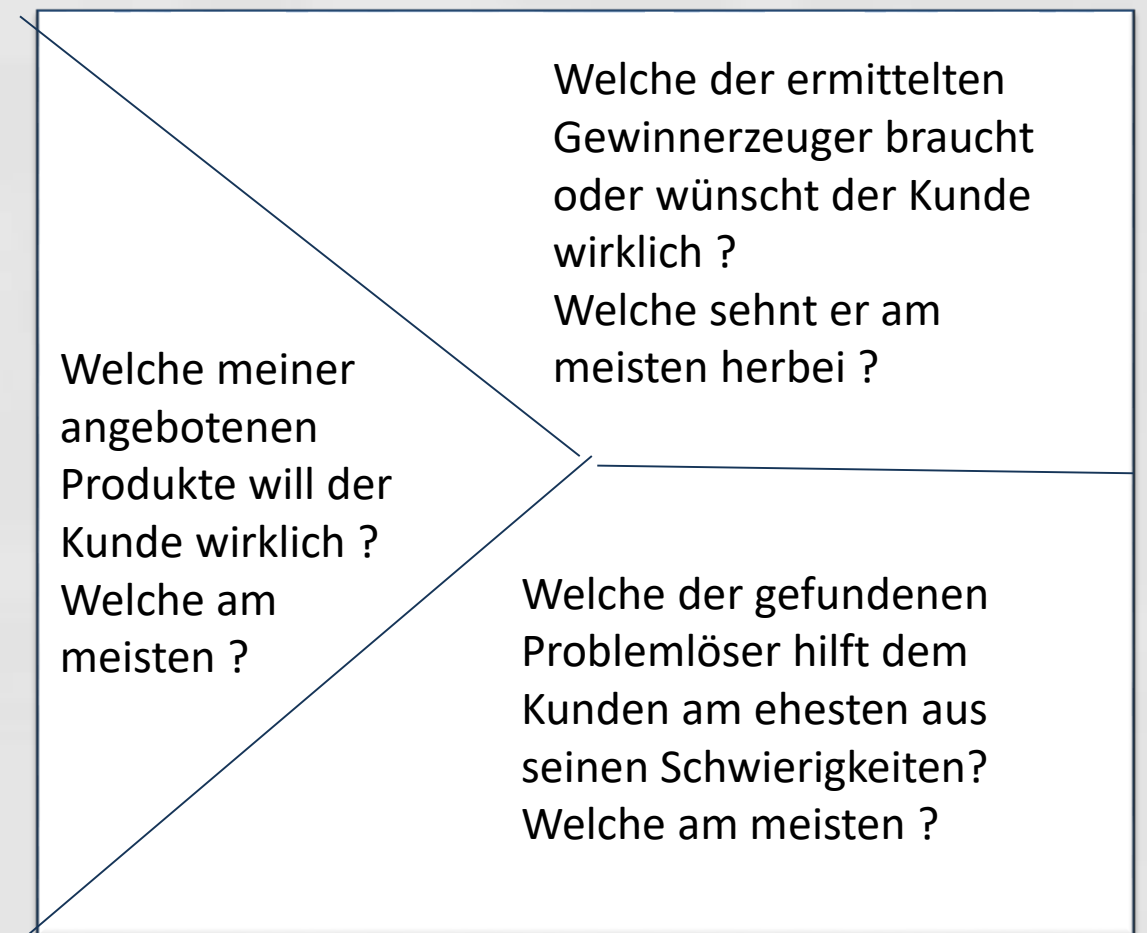 Welche der ermittelten
Gewinnerzeuger braucht
oder wünscht der Kunde
wirklich ?
Welche sehnt er am
meisten herbei ?
Welche meiner
angebotenen
Produkte will der
Kunde wirklich ?
Welche am
meisten ?
Welche der gefundenen
Problemlöser hilft dem
Kunden am ehesten aus
seinen Schwierigkeiten?
Welche am meisten ?